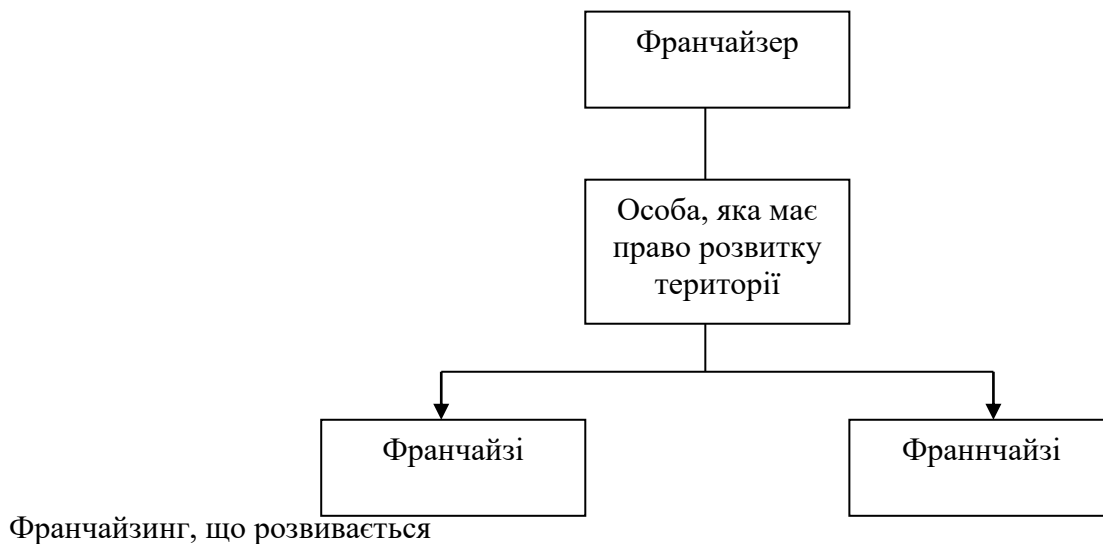 Франчайзер
Особа, яка має
право розвитку
території
Франчайзі
Франнчайзі
Франчайзинг, що розвивається